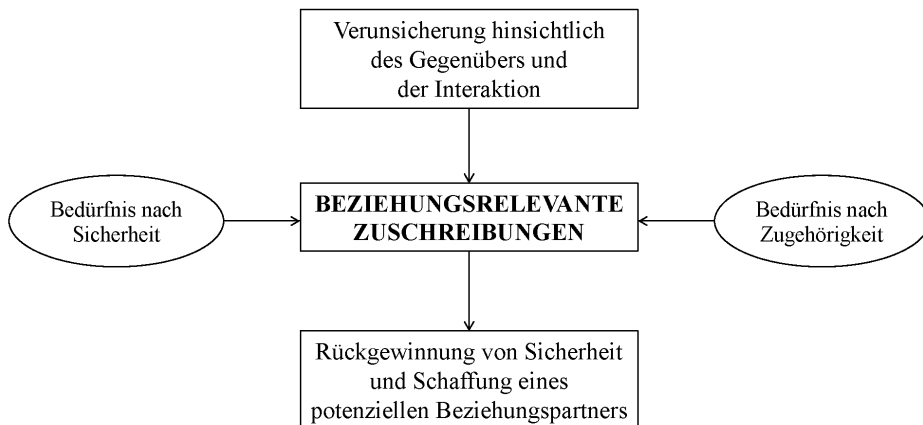 Verunsicherung hinsichtlich
des Gegenübers und
der Interaktion
Bedürfnis nach
Sicherheit
BEZIEHUNGSRELEVANTE
ZUSCHREIBUNGEN
Bedürfnis nach
Zugehörigkeit
Rückgewinnung von Sicherheit
und Schaffung eines
potenziellen Beziehungspartners